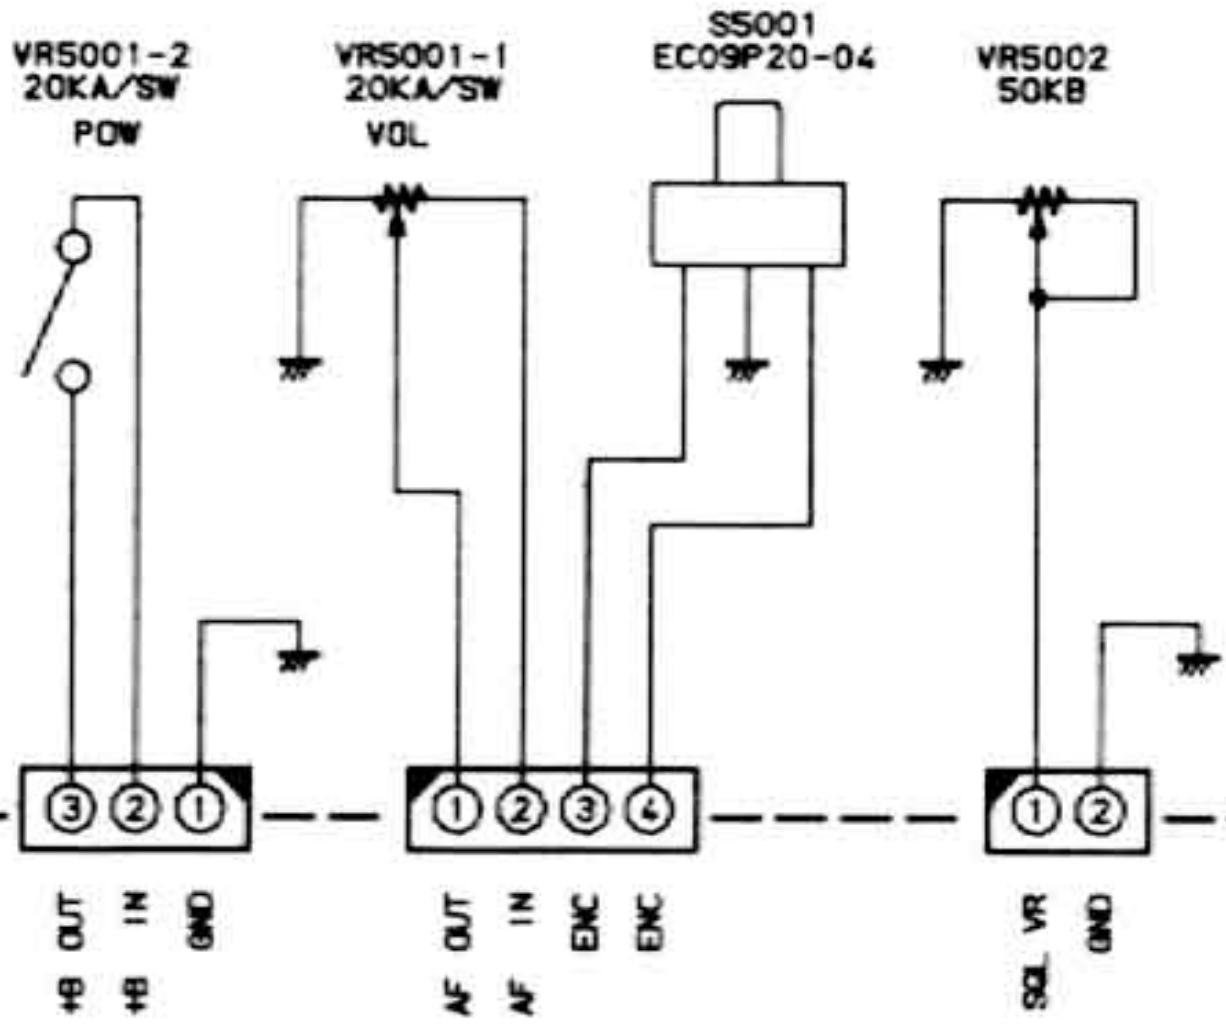 VR5001-2
20KA/SW
POW
VR5001-1
20KA/SW
VOL
S5001
EC09P20-04
VR5002
50KB
3 2 1
1 2 3 4
1 2
+B OUT
+B IN
GND
AF OUT
AF IN
ENC
ENC
SQL VR
GND